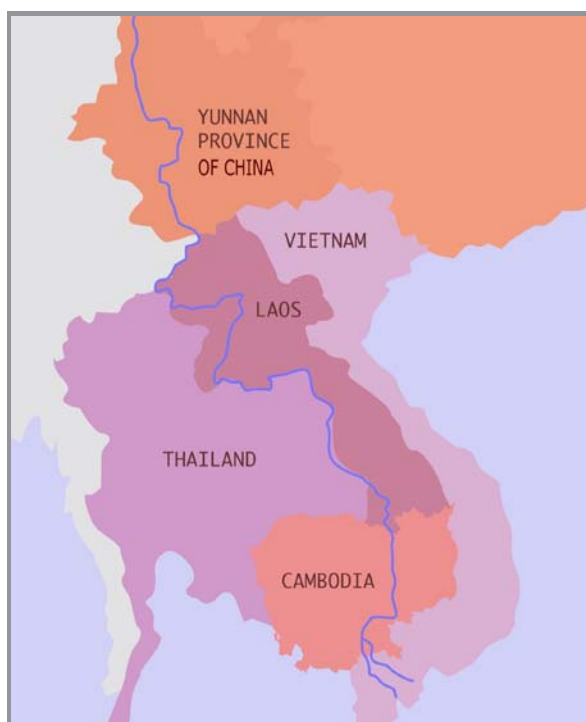 YUNNAN
PROVINCE
OF CHINA
VIETNAM
LAOS
THAILAND
CAMBODIA